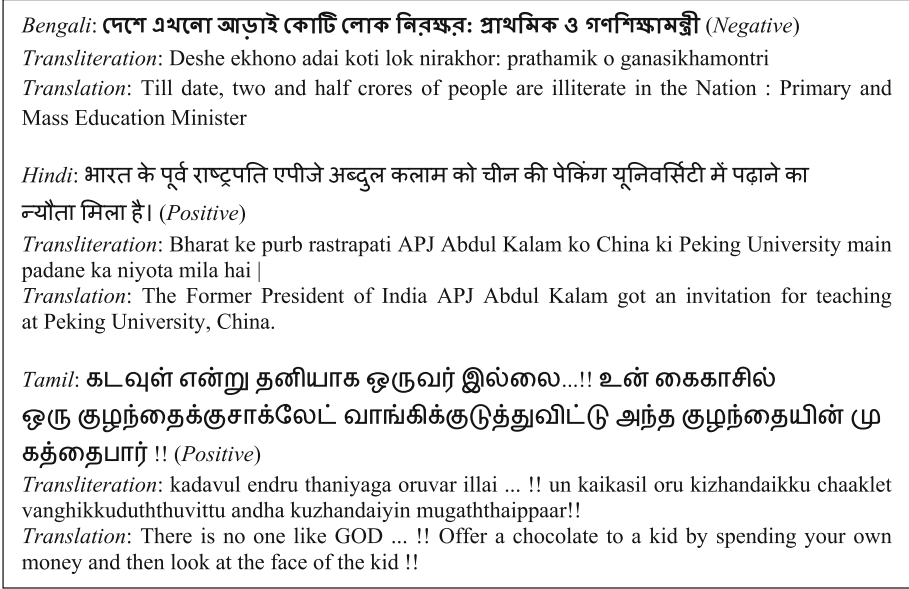 Bengali: দেশে এখনো আড়াই কোটি লোক নিরক্ষর: প্রাথমিক ও গণশিক্ষামন্ত্রী (Negative)
Transliteration: Deshe ekhono adai koti lok nirakhor: prathamik o ganasikhamontri
Translation: Till date, two and half crores of people are illiterate in the Nation : Primary and
Mass Education Minister
Hindi: भारत के पूर्व राष्ट्रपति एपीजे अब्दुल कलाम को चीन की पेकिंग यूनिवर्सिटी में पढ़ाने का
न्यौता मिला है। (Positive)
Transliteration: Bharat ke purb rastrapati APJ Abdul Kalam ko China ki Peking University main
padane ka niyota mila hai |
Translation: The Former President of India APJ Abdul Kalam got an invitation for teaching
at Peking University, China.
Tamil: கடவுள் என்று தனியாக ஒருவர் இல்லை...!! உன் கைகாசில்
ஒரு குழந்தைக்குசாக்லேட் வாங்கிக்குடுத்துவிட்டு அந்த குழந்தையின் மு
கத்தைபார் !! (Positive)
Transliteration: kadavul endru thaniyaga oruvar illai ... !! un kaikasil oru kizhandaikku chaaklet
vanghikkuduththuvittu andha kuzhandaiyin mugaththaippaar!!
Translation: There is no one like GOD ... !! Offer a chocolate to a kid by spending your own
money and then look at the face of the kid !!